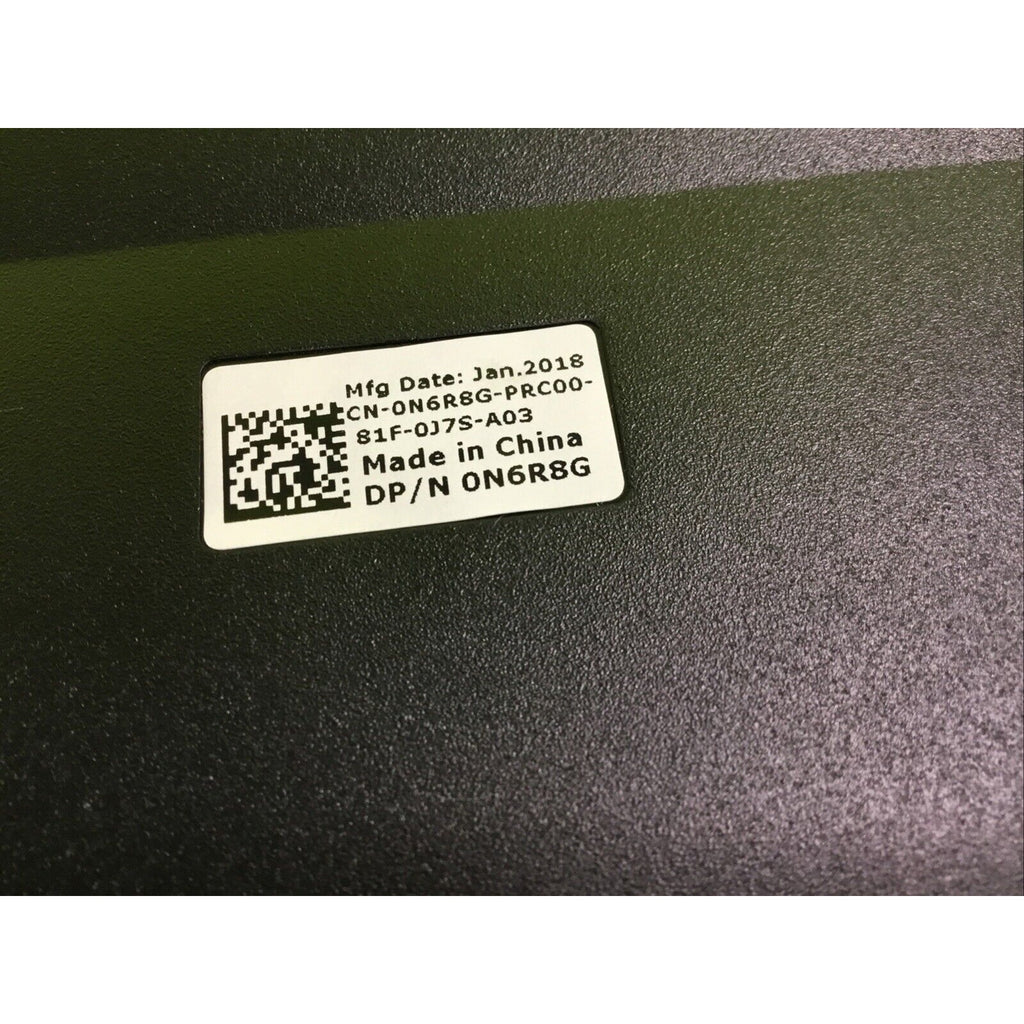 Mfg Date: Jan.2018
CN-0N6R8G-PRC00-
81F-0J7S-A03
Made in China
DP/N 0N6R8G